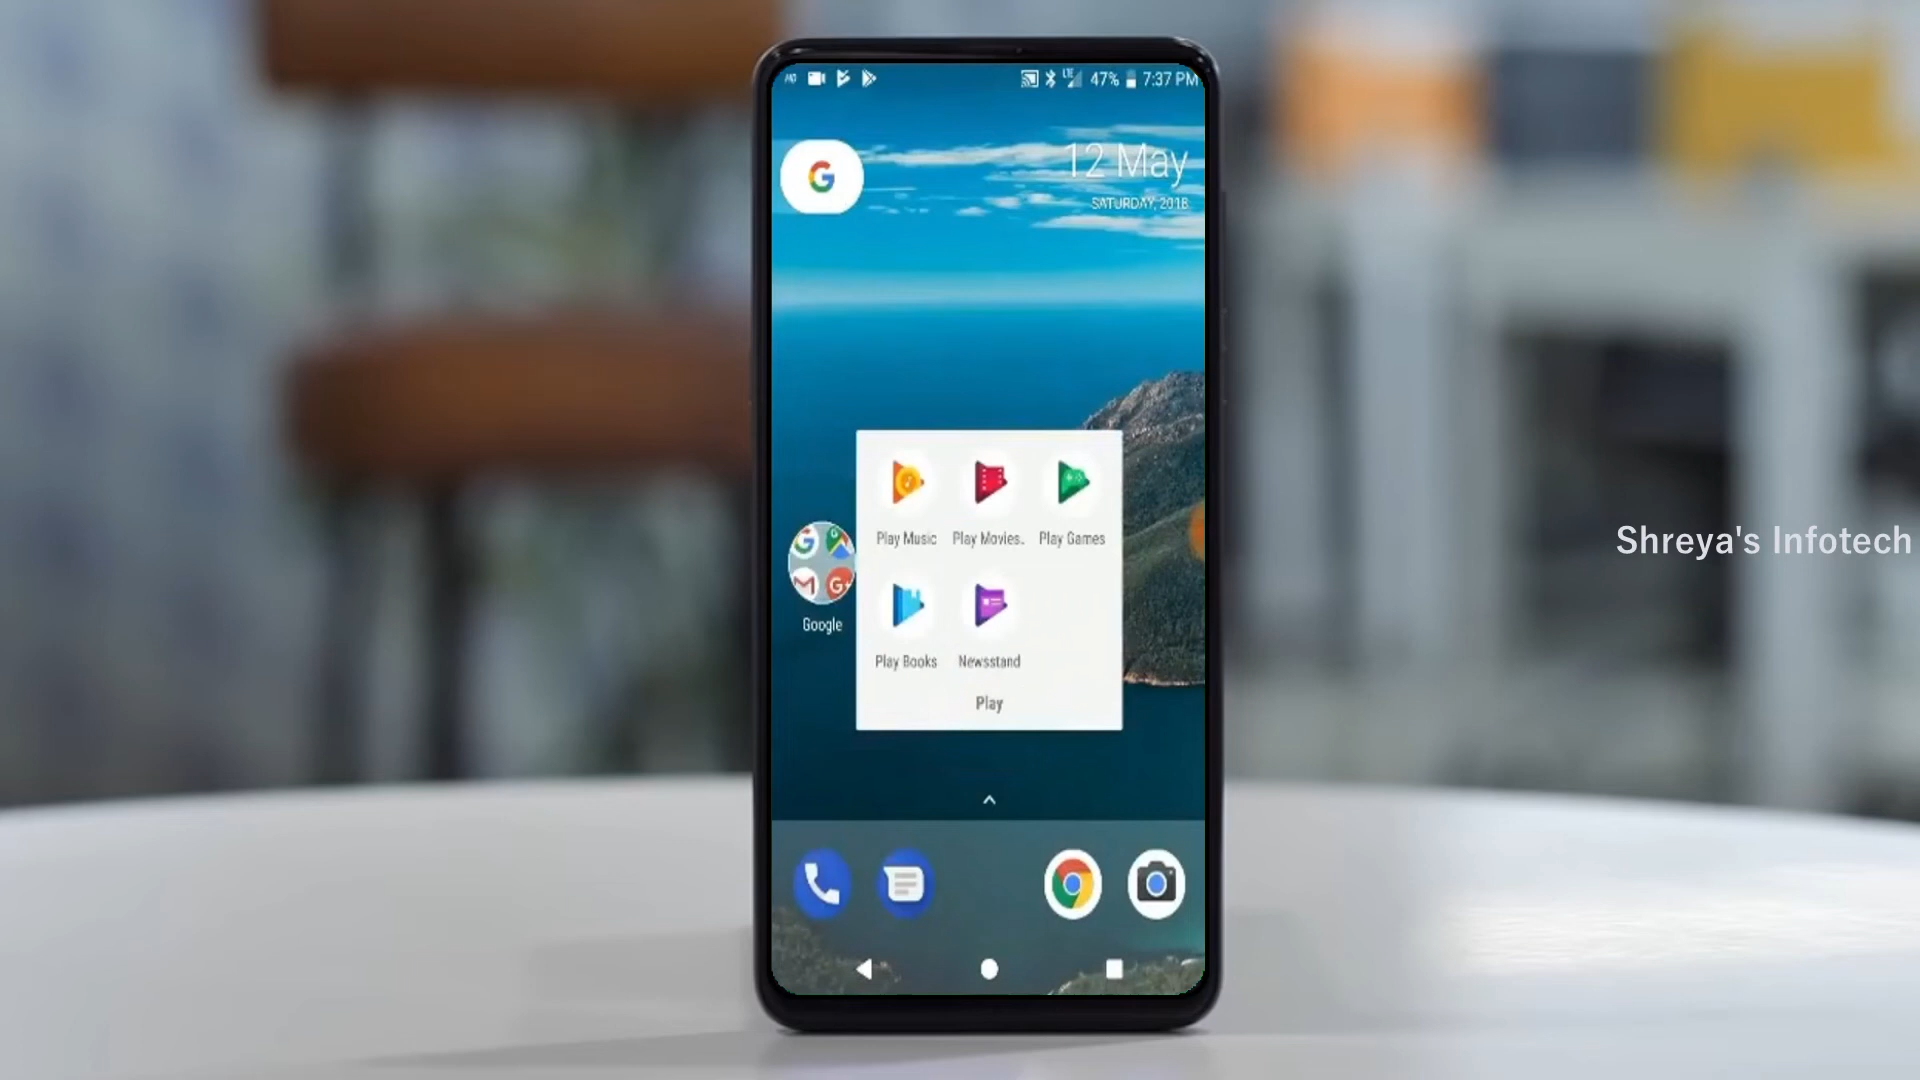 47% 7:37 PM
12 May
SATURDAY, 2018
Play Music Play Movies.. Play Games
Google
Play Books Newsstand
Play
Shreya's Infotech